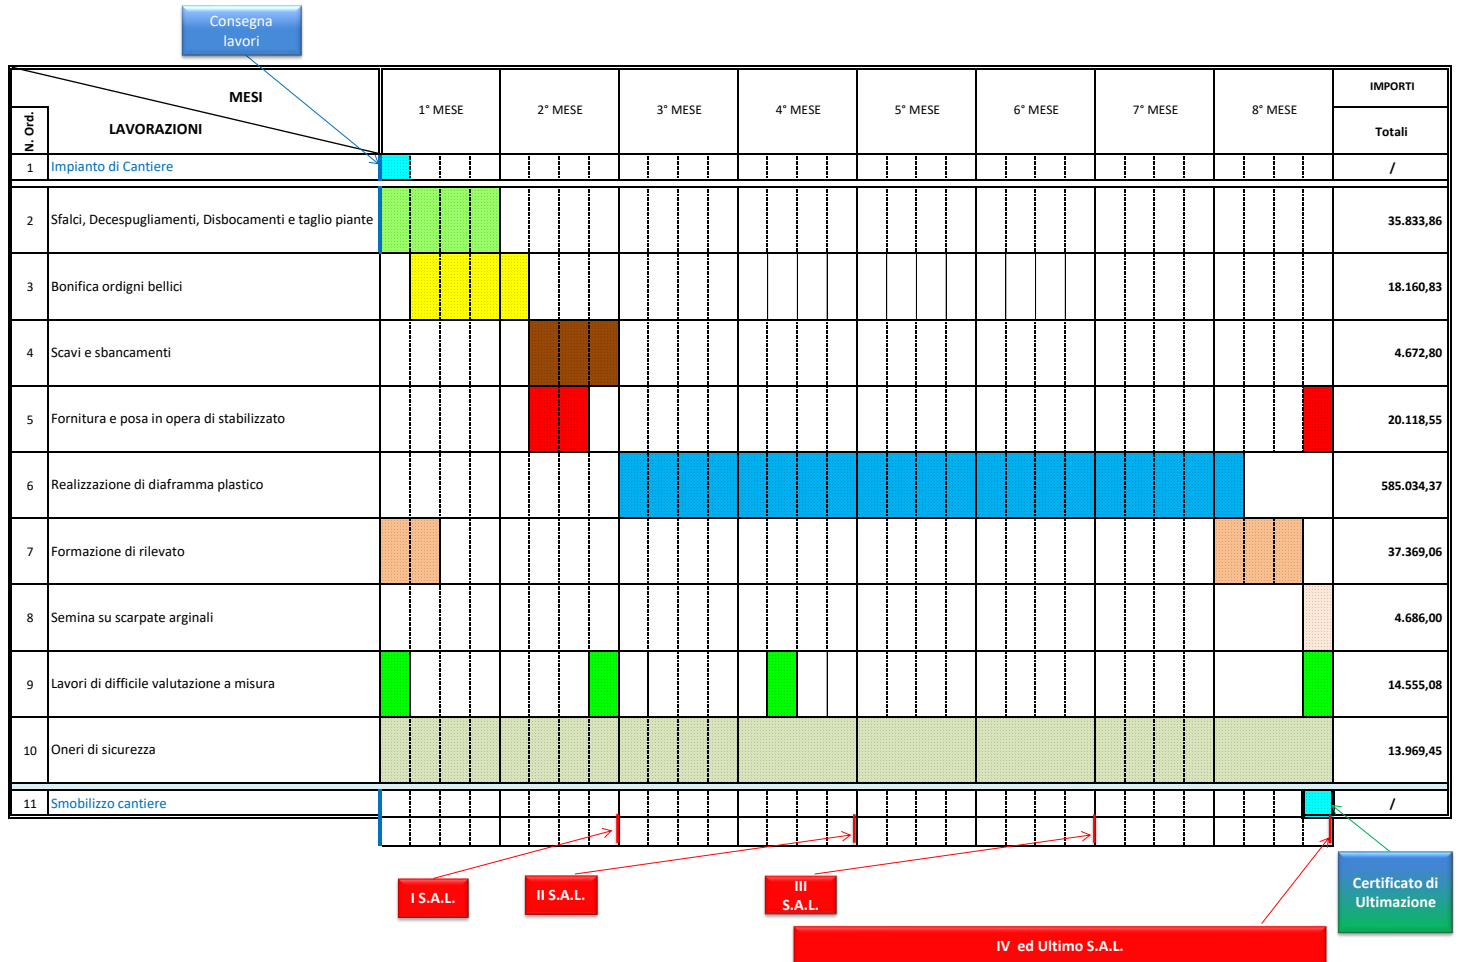 Consegna
lavori
MESI
LAVORAZIONI
N. Ord.
1° MESE
2° MESE
3° MESE
4° MESE
5° MESE
6° MESE
7° MESE
8° MESE
IMPORTI
Totali
1 Impianto di Cantiere /
2 Sfalci, Decespugliamenti, Disbocamenti e taglio piante 35.833,86
3 Bonifica ordigni bellici 18.160,83
4 Scavi e sbancamenti 4.672,80
5 Fornitura e posa in opera di stabilizzato 20.118,55
6 Realizzazione di diaframma plastico 585.034,37
7 Formazione di rilevato 37.369,06
8 Semina su scarpate arginali 4.686,00
9 Lavori di difficile valutazione a misura 14.555,08
10 Oneri di sicurezza 13.969,45
11 Smobilizzo cantiere /
I S.A.L.
II S.A.L.
III
S.A.L.
Certificato di
Ultimazione
IV ed Ultimo S.A.L.